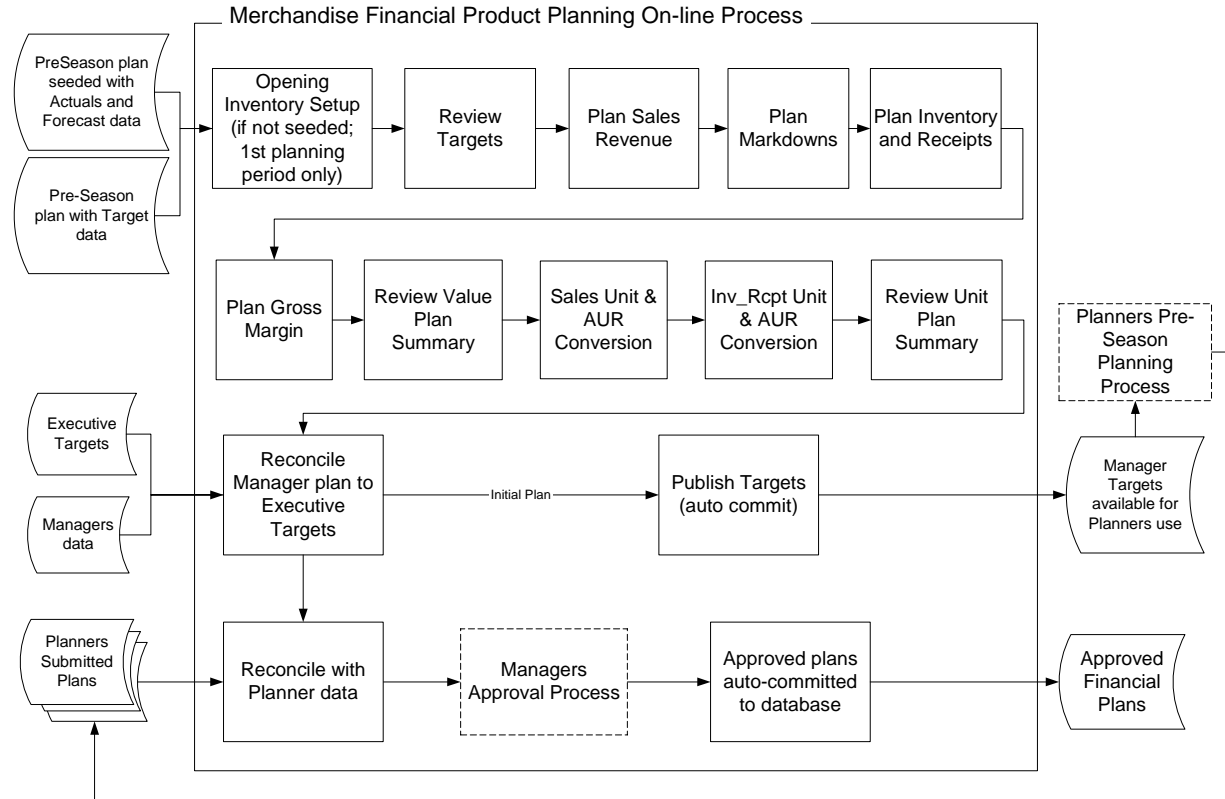 Merchandise Financial Product Planning On-line Process
PreSeason plan
seeded with
Actuals and
Forecast data
Opening
Inventory Setup
(if not seeded;
1st planning
period only)
Review
Targets
Plan Sales
Revenue
Plan
Markdowns
Plan Inventory
and Receipts
Pre-Season
plan with Target
data
Plan Gross
Margin
Review Value
Plan
Summary
Sales Unit &
AUR
Conversion
Inv_Rcpt Unit
& AUR
Conversion
Review Unit
Plan
Summary
Planners Pre-
Season
Planning
Process
Executive
Targets
Managers
data
Reconcile
Manager plan to
Executive
Targets
Initial Plan
Publish Targets
(auto commit)
Manager
Targets
available for
Planners use
Planners
Submitted
Plans
Reconcile with
Planner data
Managers
Approval Process
Approved plans
auto-committed
to database
Approved
Financial
Plans